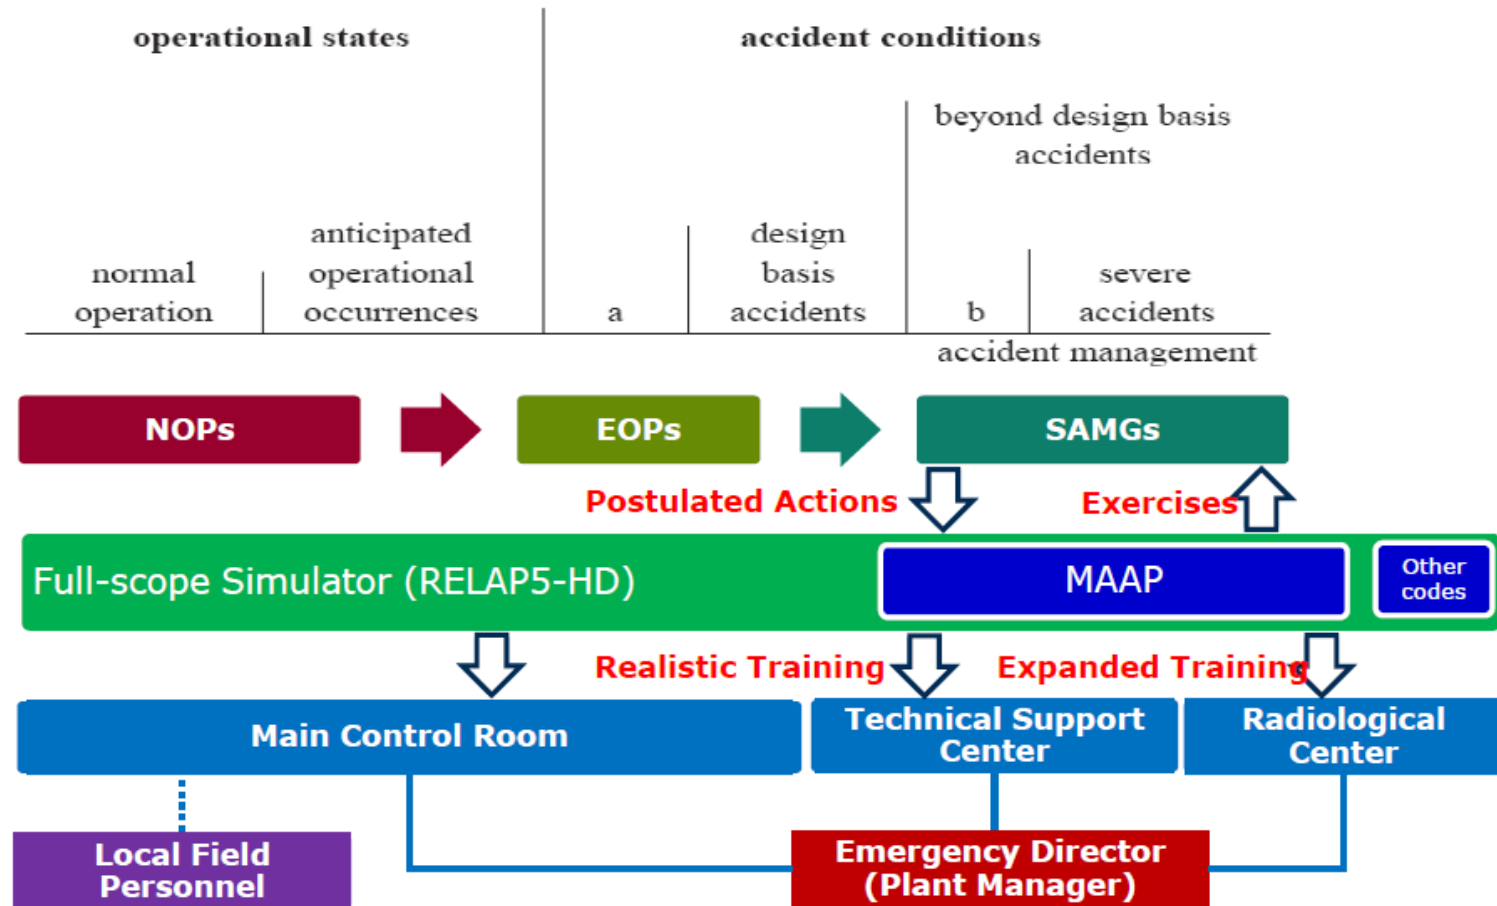 operational states
accident conditions
beyond design basis
accidents
normal
operation
anticipated
operational
occurrences
a
design
basis
accidents
b
severe
accidents
accident management
NOPs
EOPs
SAMGs
Postulated Actions
Exercises
Full-scope Simulator (RELAP5-HD)
MAAP
Other
codes
Realistic Training
Expanded Training
Main Control Room
Technical Support
Center
Radiological
Center
Local Field
Personnel
Emergency Director
(Plant Manager)